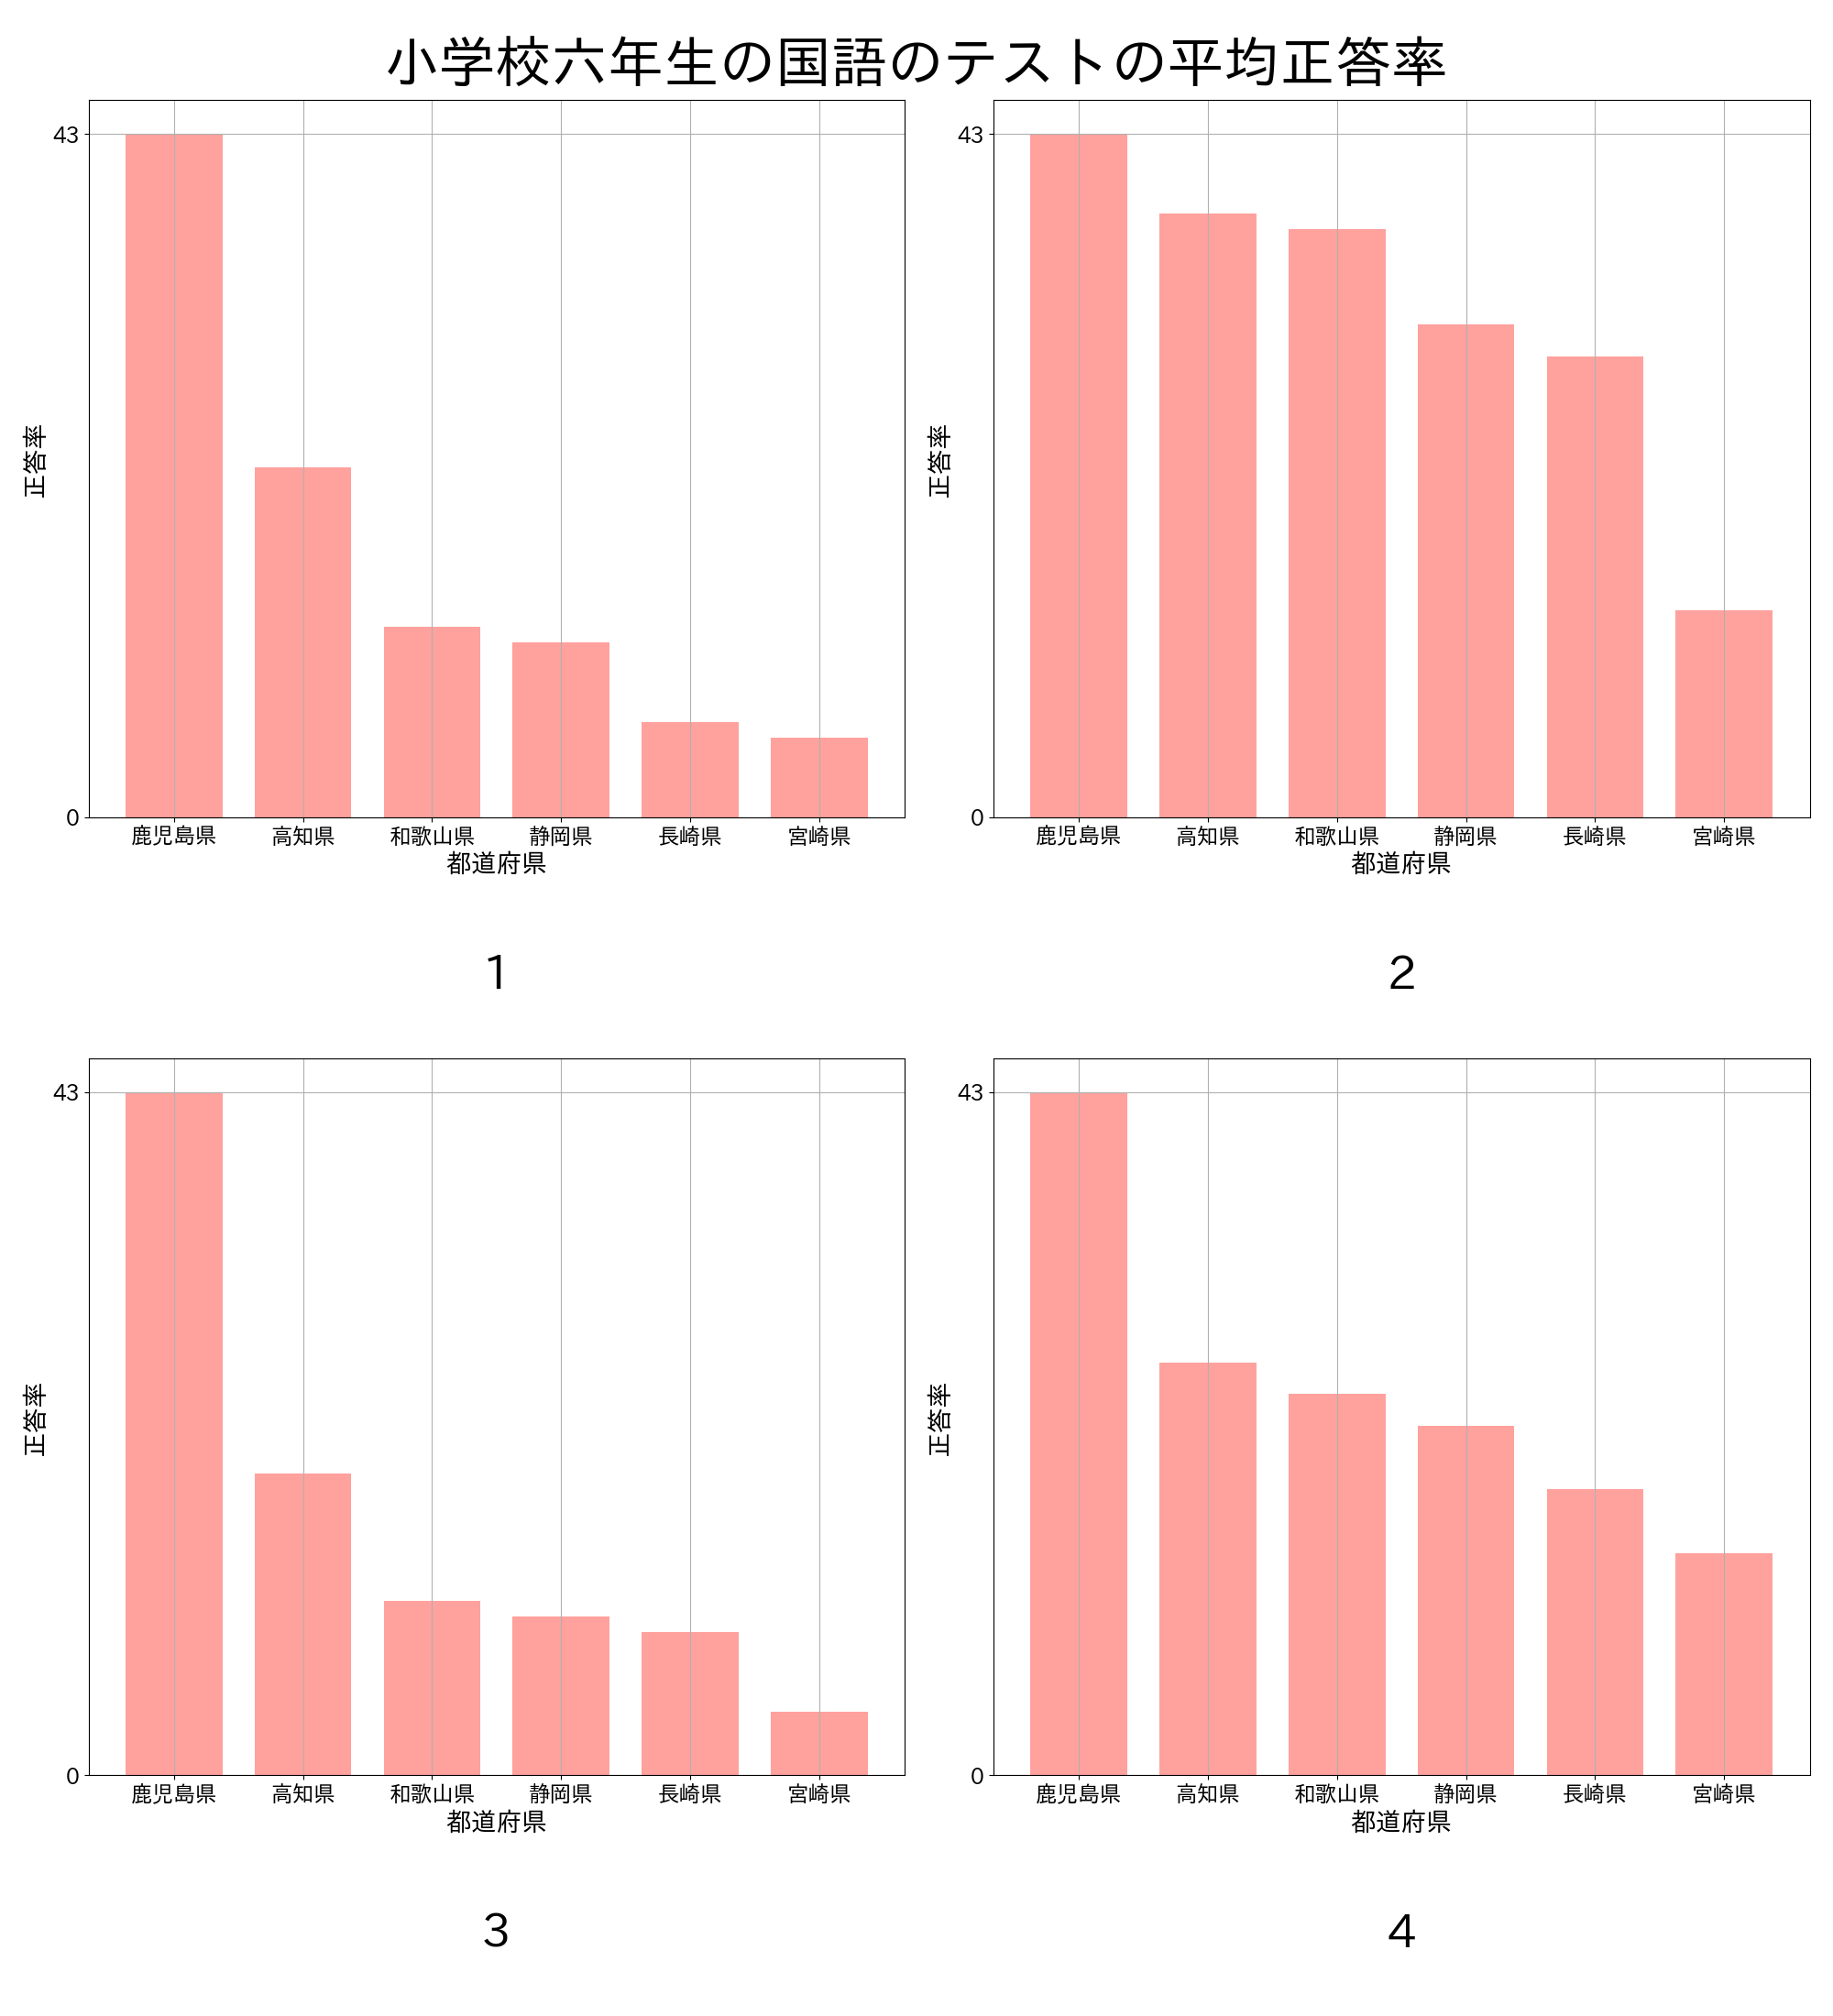 小学校六年生の国語のテストの平均正答率
43
正答率
0
鹿児島県 高知県 和歌山県 静岡県 長崎県 宮崎県
都道府県
1
43
正答率
0
鹿児島県 高知県 和歌山県 静岡県 長崎県 宮崎県
都道府県
2
43
正答率
0
鹿児島県 高知県 和歌山県 静岡県 長崎県 宮崎県
都道府県
3
43
正答率
0
鹿児島県 高知県 和歌山県 静岡県 長崎県 宮崎県
都道府県
4